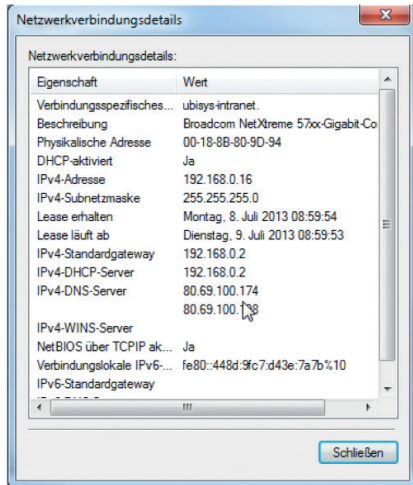 Netzwerkverbindungsdetails
Netzwerkverbindungsdetails:
Eigenschaft Wert
Verbindungsspezifisches... ubisys-intranet.
Beschreibung Broadcom NetXtreme 57xx-Gigabit-Co
Physikalische Adresse 00-18-8B-80-9D-94
DHCP-aktiviert Ja
IPv4-Adresse 192.168.0.16
IPv4-Subnetzmaske 255.255.255.0
Lease erhalten Montag, 8. Juli 2013 08:59:54
Lease läuft ab Dienstag, 9. Juli 2013 08:59:53
IPv4-Standardgateway 192.168.0.2
IPv4-DHCP-Server 192.168.0.2
IPv4-DNS-Server 80.69.100.174
IPv4-WINS-Server
NetBIOS über TCPIP ak... Ja
Verbindungslokale IPv6-... fe80::448d:9fc7:d43e:7a7b%10
IPv6-Standardgateway
Schließen